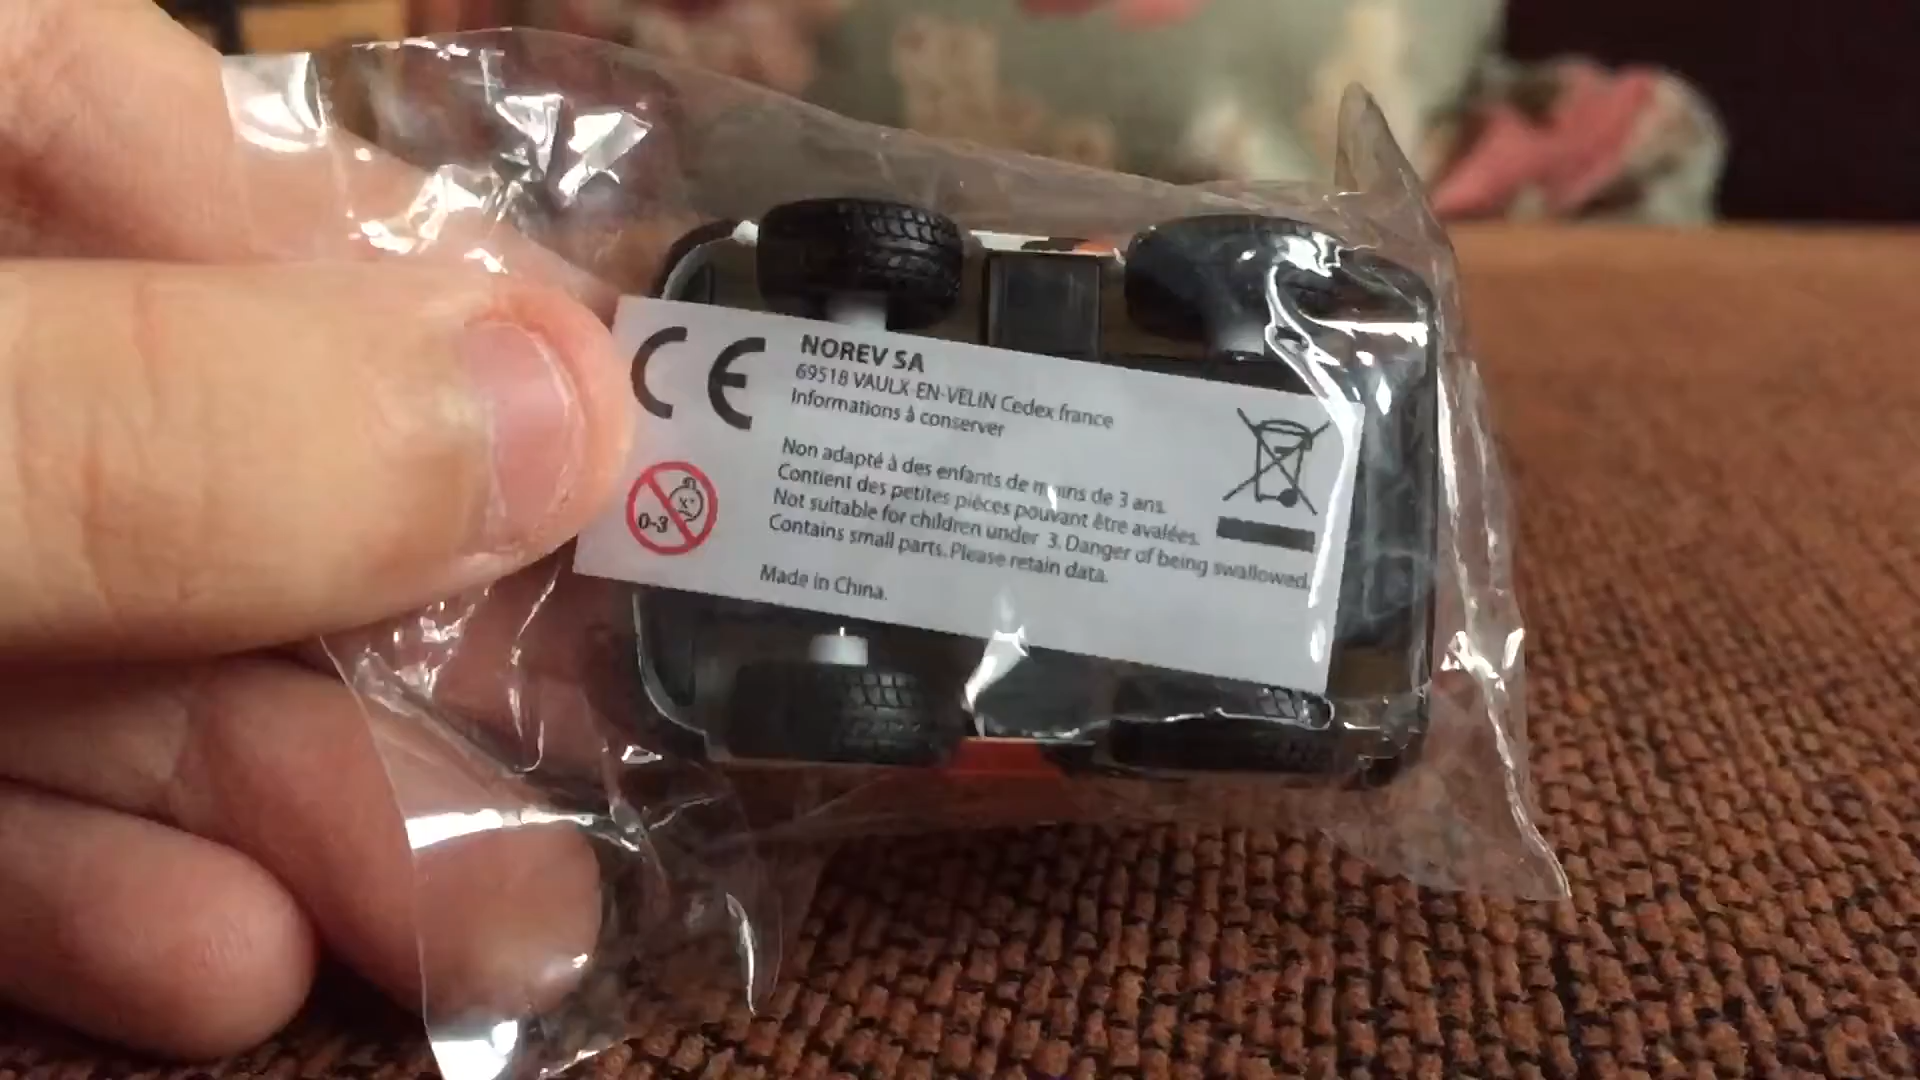 CE
NOREV SA
69518 VAULX-EN-VELIN Cedex france
Informations à conserver
Non adapté à des enfants de moins de 3 ans.
Contient des petites pièces pouvant être avalées.
Not suitable for children under 3. Danger of being swallowed.
Contains small parts. Please retain data.
0-3
Made in China.